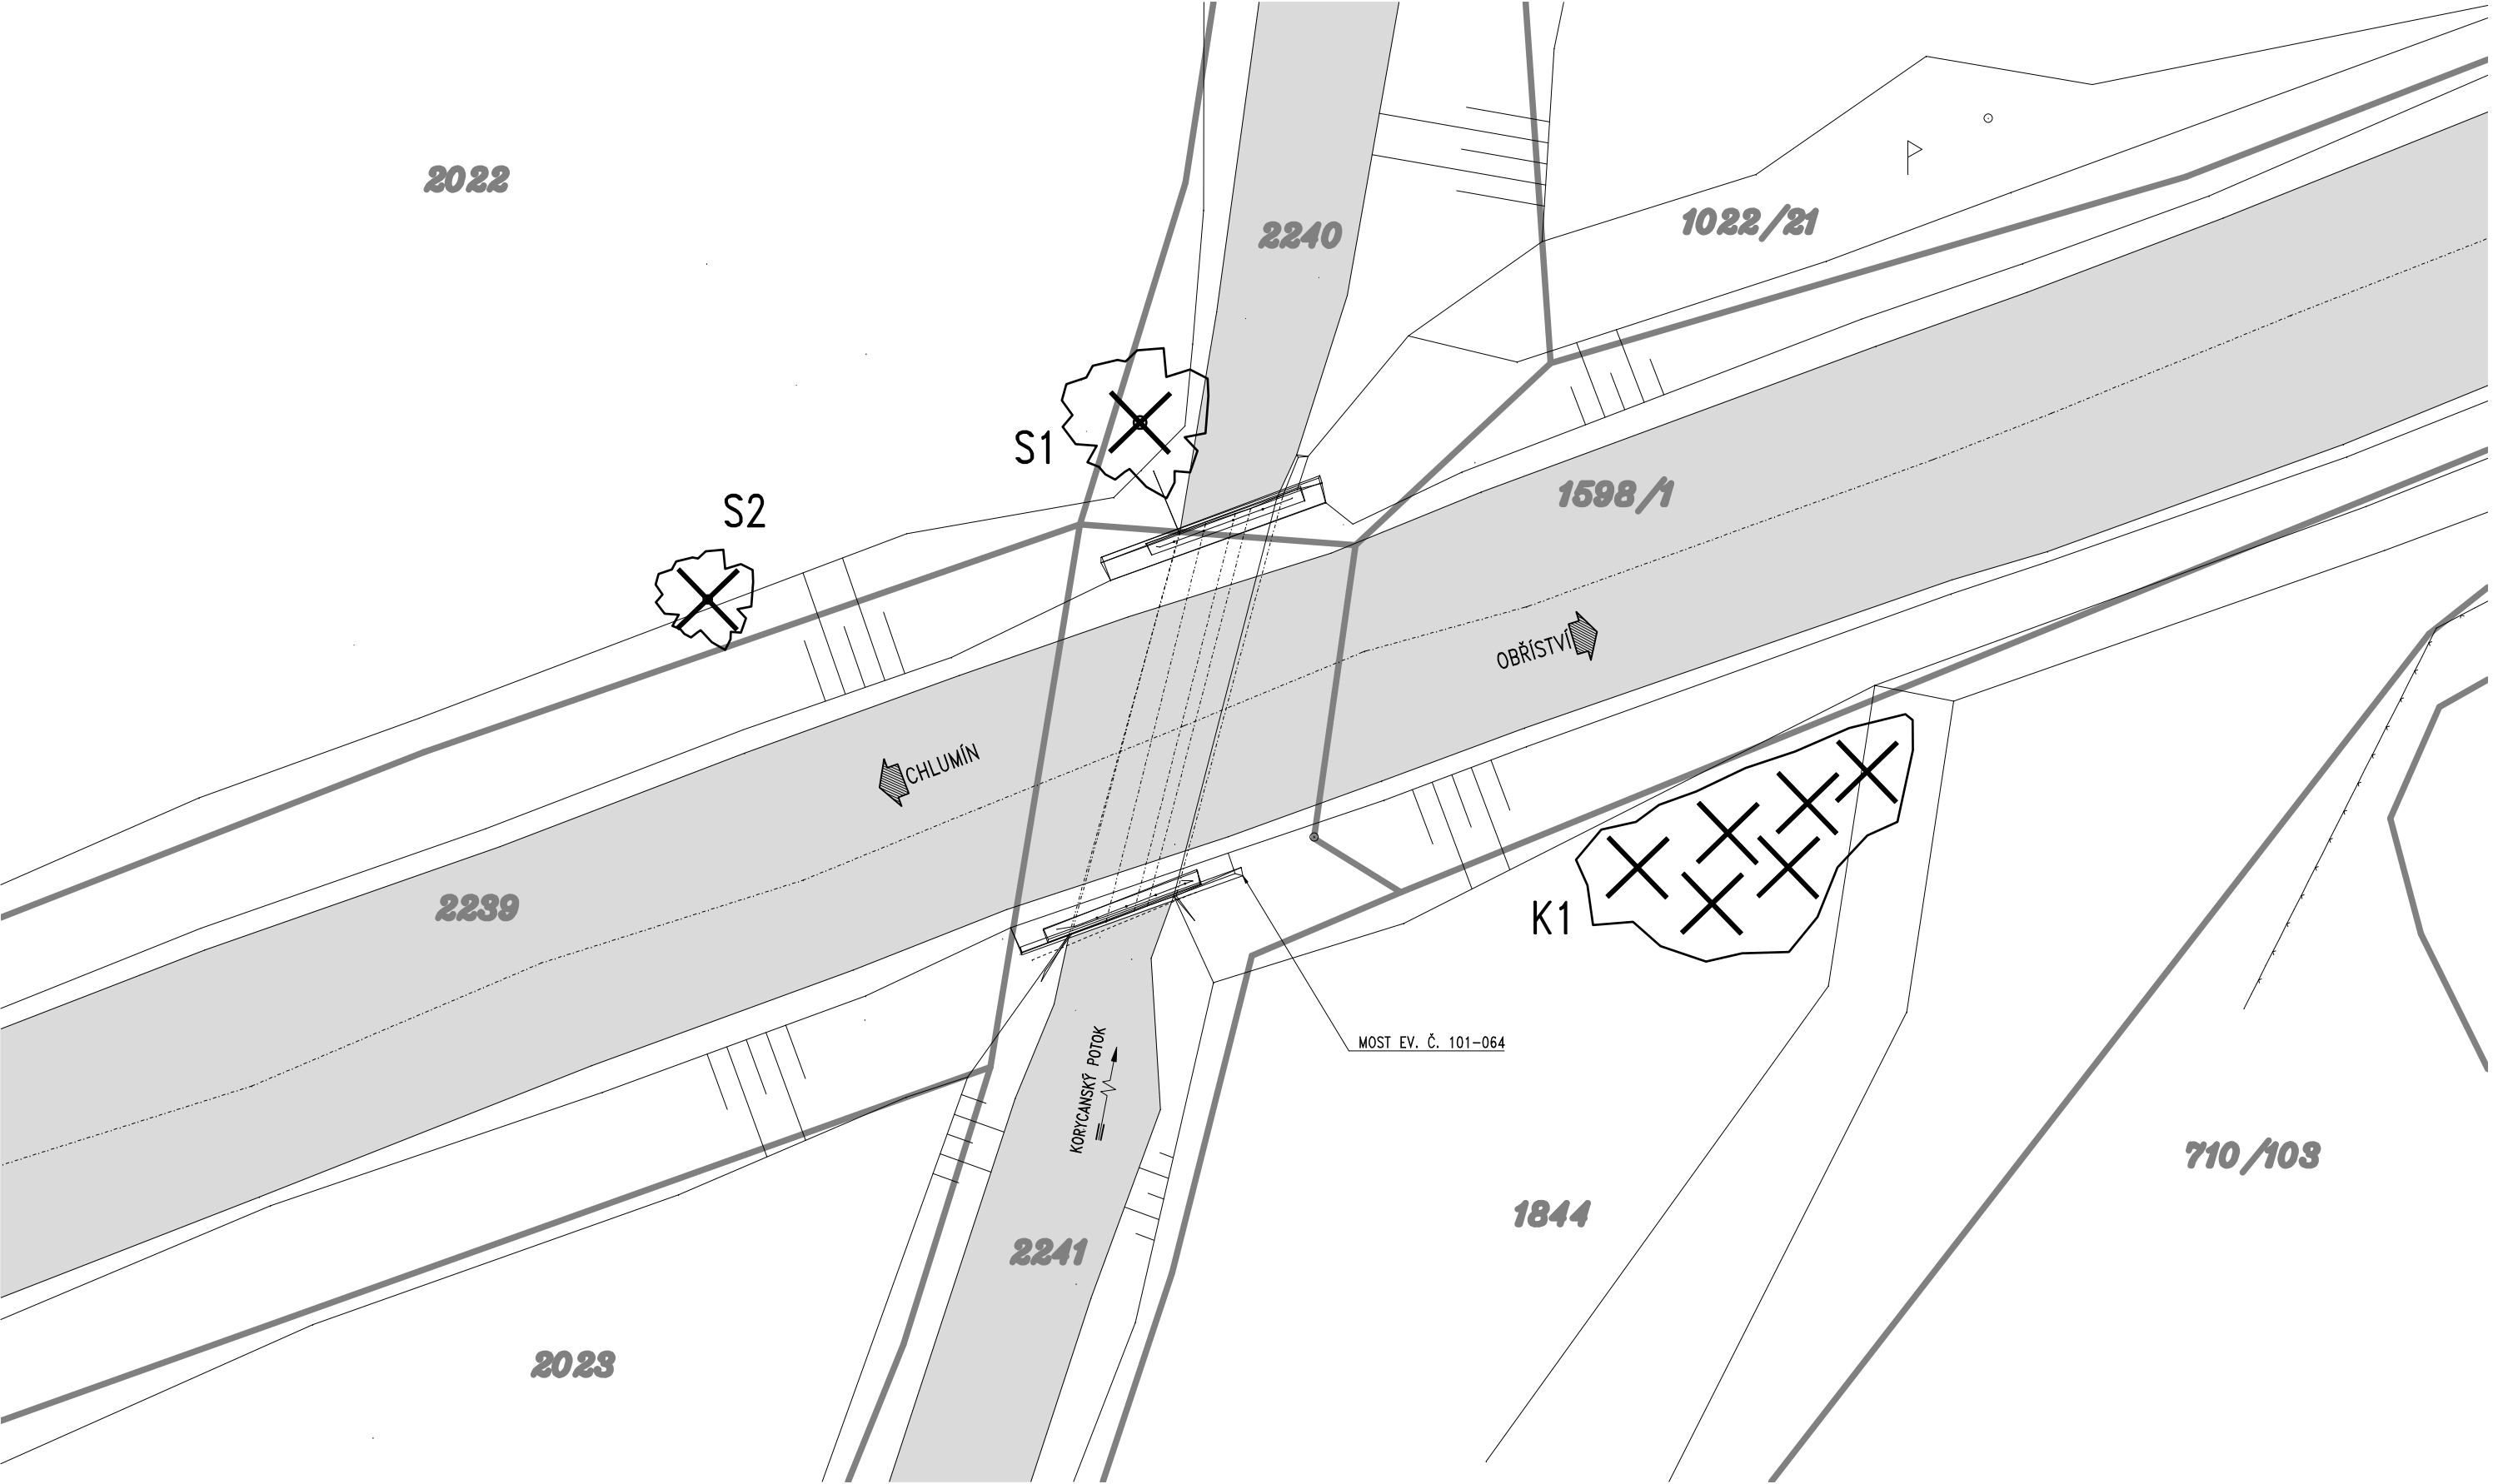 2022
1022/21
2240
S1
S2
1598/1
OBŘÍSTVÍ
CHLUMÍN
2239
K1
MOST EV. Č. 101-064
KORYCANSKÝ POTOK
710/103
1844
2241
2023